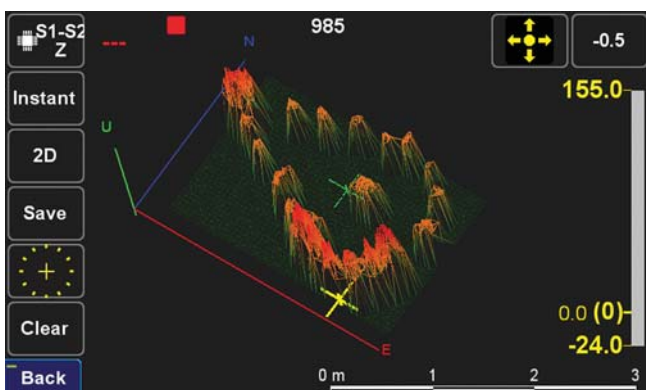 S1-S2
Z
---
985
-0.5
Instant
2D
Save
Clear
Back
N
U
E
155.0
0.0 (0)
-24.0
0 m 1 2 3